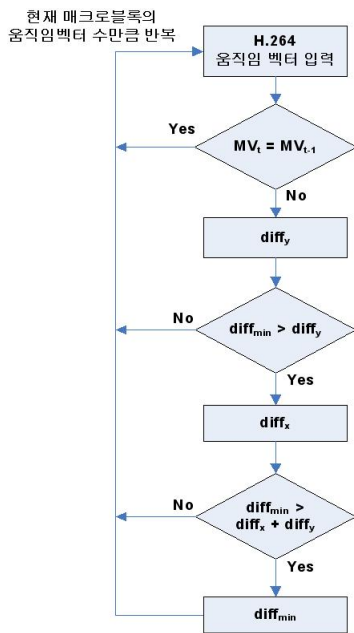 현재 매크로블록의
움직임벡터 수만큼 반복
H.264
움직임 벡터 입력
Yes
MVt = MVt-1
No
diffy
No
diffmin > diffy
Yes
diffx
No
diffmin >
diffx + diffy
Yes
diffmin